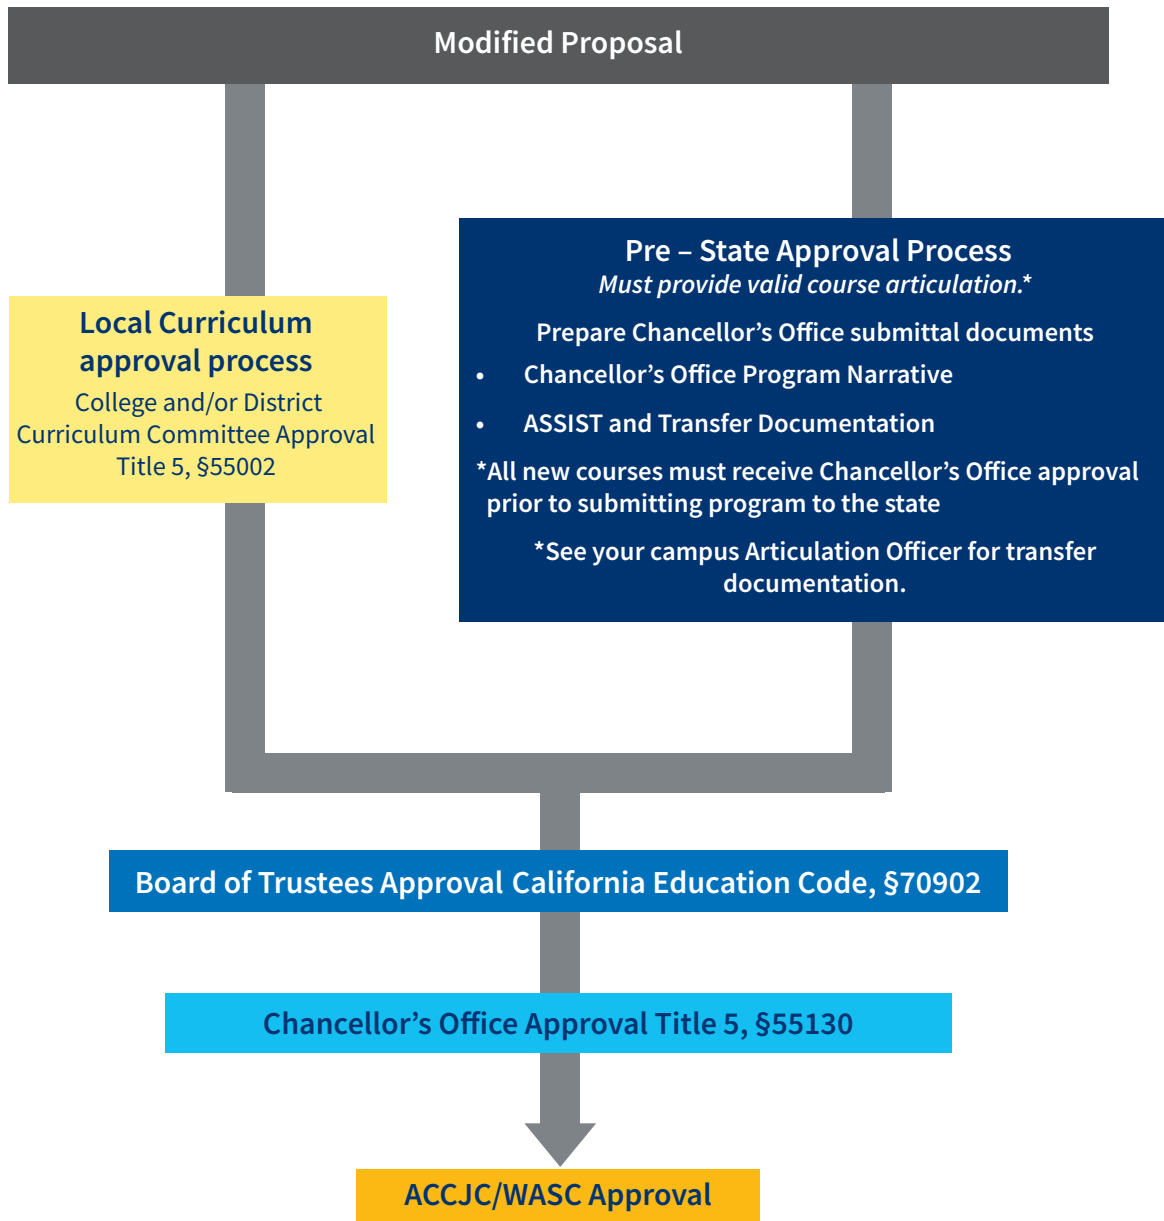 Modified Proposal
Local Curriculum
approval process
College and/or District
Curriculum Committee Approval
Title 5, §55002
Pre – State Approval Process
Must provide valid course articulation.*
Prepare Chancellor’s Office submittal documents
• Chancellor’s Office Program Narrative
• ASSIST and Transfer Documentation
*All new courses must receive Chancellor’s Office approval
prior to submitting program to the state
*See your campus Articulation Officer for transfer
documentation.
Board of Trustees Approval California Education Code, §70902
Chancellor’s Office Approval Title 5, §55130
ACCJC/WASC Approval